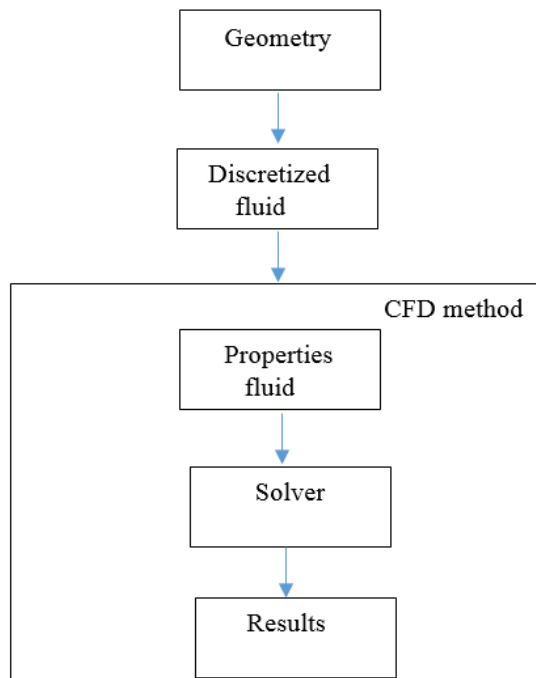 Geometry
Discretized
fluid
CFD method
Properties
fluid
Solver
Results